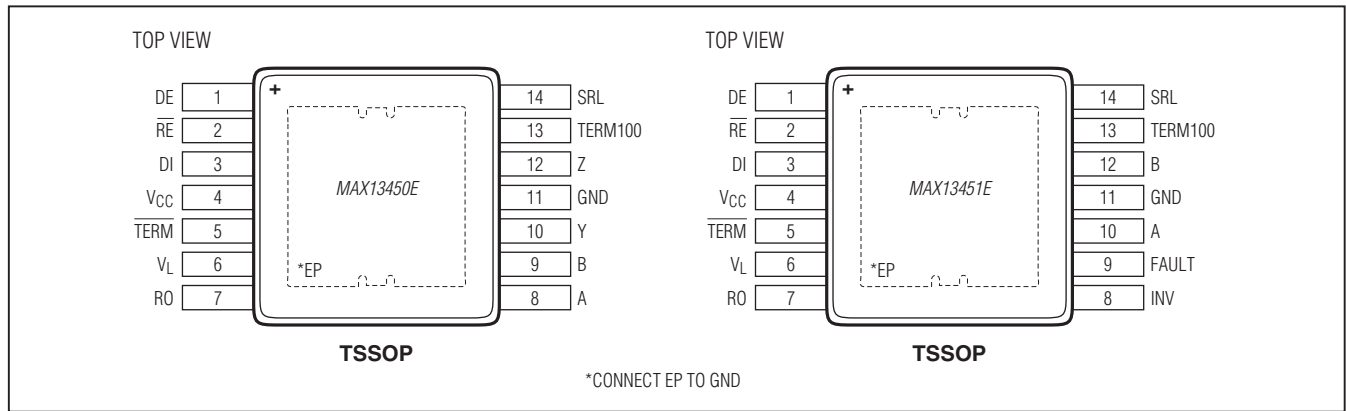 TOP VIEW
DE 1
RE 2
DI 3
VCC 4
TERM 5
VL 6
RO 7
+
MAX13450E
*EP
14 SRL
13 TERM100
12 Z
11 GND
10 Y
9 B
8 A
TSSOP
TOP VIEW
DE 1
RE 2
DI 3
VCC 4
TERM 5
VL 6
RO 7
+
MAX13451E
*EP
14 SRL
13 TERM100
12 B
11 GND
10 A
9 FAULT
8 INV
TSSOP
*CONNECT EP TO GND